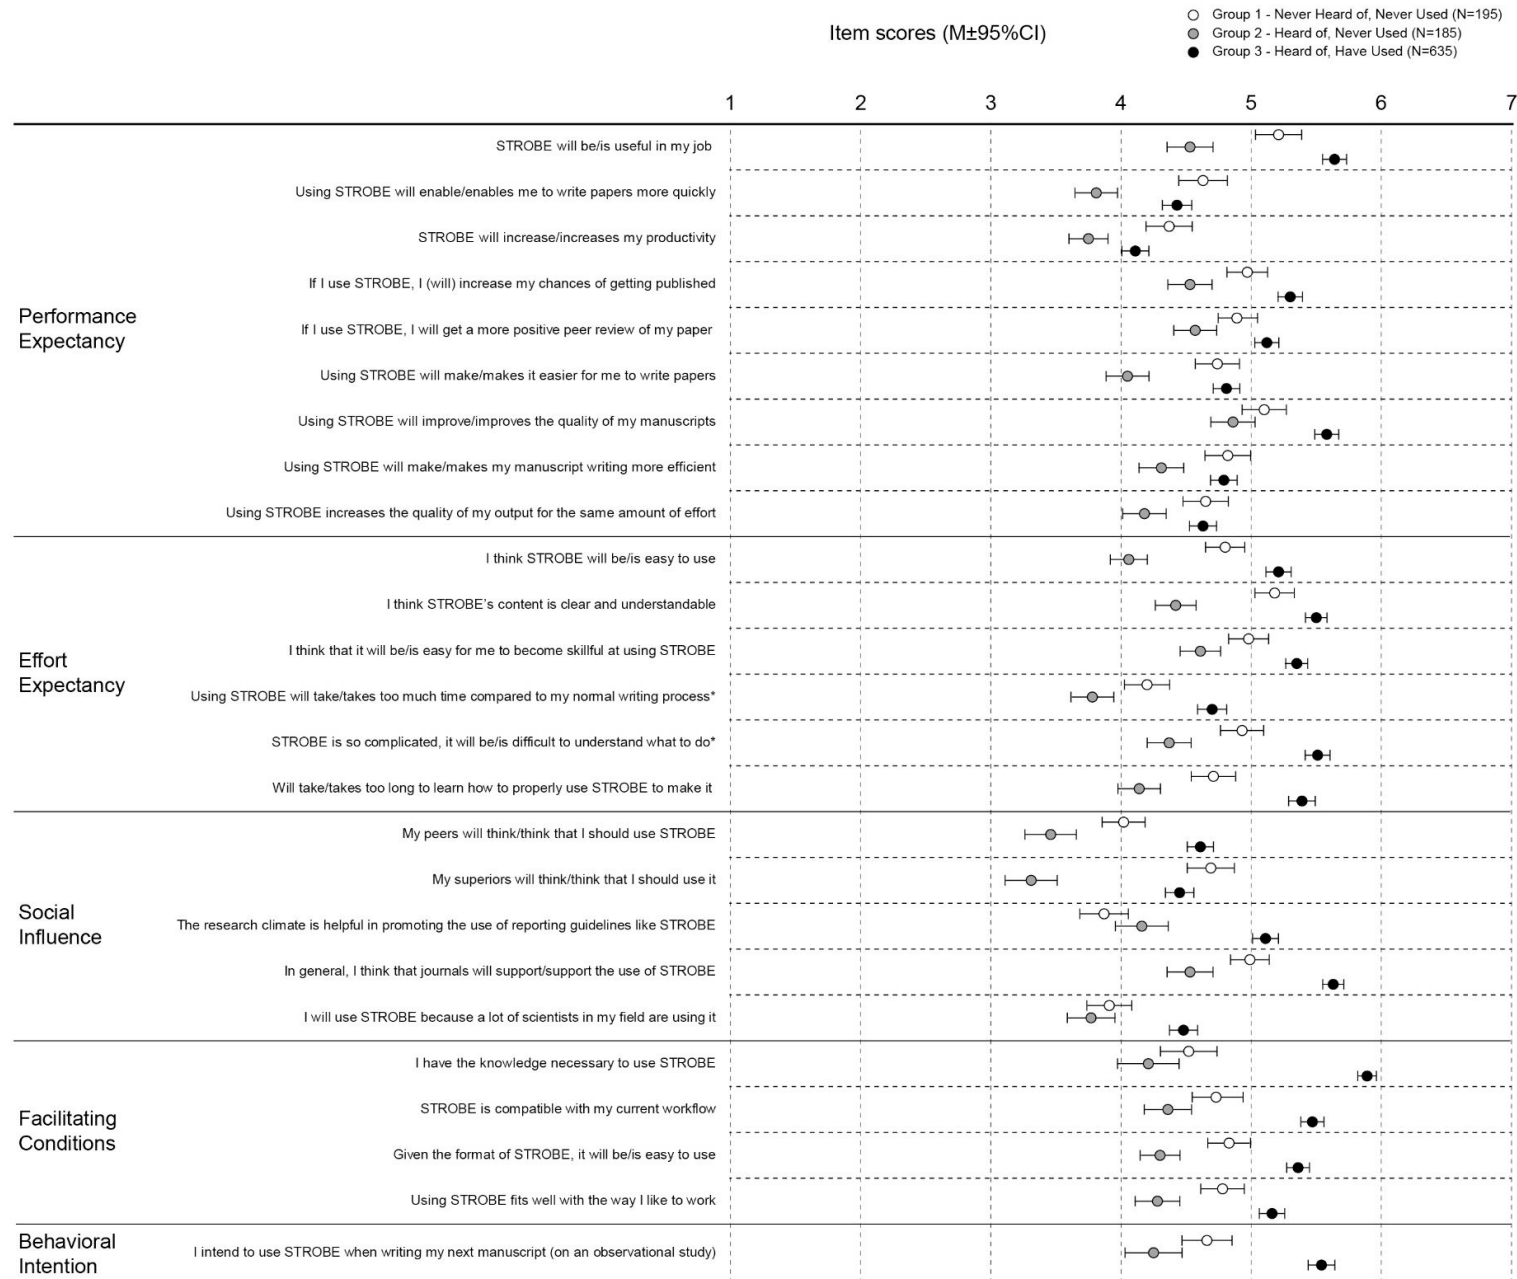 Item scores (M±95%CI)
Group 1 - Never Heard of, Never Used (N=195)
Group 2 - Heard of, Never Used (N=185)
Group 3 - Heard of, Have Used (N=635)
1 2 3 4 5 6 7
Performance
Expectancy
STROBE will be/is useful in my job
Using STROBE will enable/enables me to write papers more quickly
STROBE will increase/increases my productivity
If I use STROBE, I (will) increase my chances of getting published
If I use STROBE, I will get a more positive peer review of my paper
Using STROBE will make/makes it easier for me to write papers
Using STROBE will improve/improves the quality of my manuscripts
Using STROBE will make/makes my manuscript writing more efficient
Using STROBE increases the quality of my output for the same amount of effort
Effort
Expectancy
I think STROBE will be/is easy to use
I think STROBE's content is clear and understandable
I think that it will be/is easy for me to become skillful at using STROBE
Using STROBE will take/takes too much time compared to my normal writing process*
STROBE is so complicated, it will be/is difficult to understand what to do*
Will take/takes too long to learn how to properly use STROBE to make it
Social
Influence
My peers will think/think that I should use STROBE
My superiors will think/think that I should use it
The research climate is helpful in promoting the use of reporting guidelines like STROBE
In general, I think that journals will support/support the use of STROBE
I will use STROBE because a lot of scientists in my field are using it
Facilitating
Conditions
I have the knowledge necessary to use STROBE
STROBE is compatible with my current workflow
Given the format of STROBE, it will be/is easy to use
Using STROBE fits well with the way I like to work
Behavioral
Intention
I intend to use STROBE when writing my next manuscript (on an observational study)